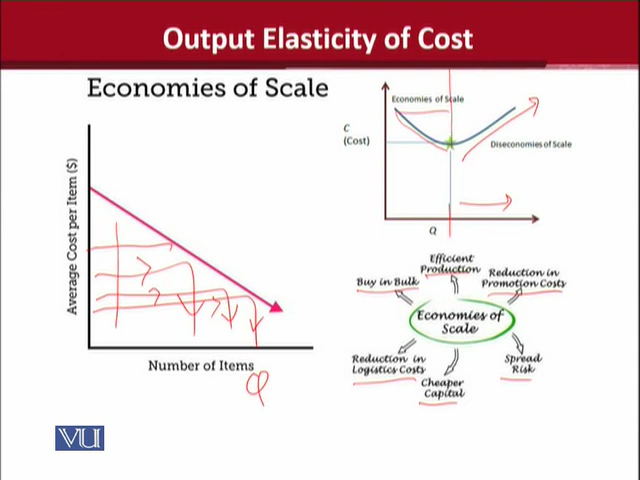 Output Elasticity of Cost
Economies of Scale
Average Cost per Item ($)
Number of Items
Q
Economies of Scale
C
(Cost)
Diseconomies of Scale
Q
Efficient
Production
Buy in Bulk
Reduction in
Promotion Costs
Economies of
Scale
Reduction in
Logistics Costs
Cheaper
Capital
Spread
Risk
VU